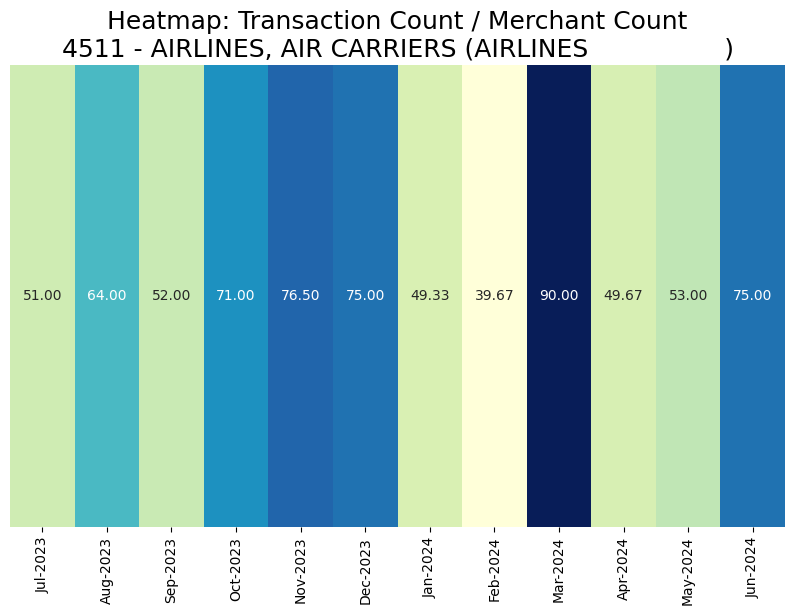 Heatmap: Transaction Count / Merchant Count
4511 - AIRLINES, AIR CARRIERS (AIRLINES                )
51.00 64.00 52.00 71.00 76.50 75.00 49.33 39.67 90.00 49.67 53.00 75.00
Jul-2023 Aug-2023 Sep-2023 Oct-2023 Nov-2023 Dec-2023 Jan-2024 Feb-2024 Mar-2024 Apr-2024 May-2024 Jun-2024